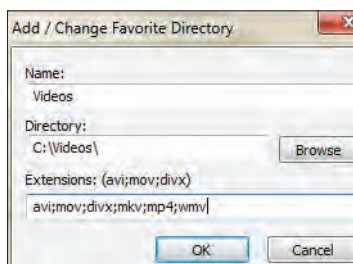 Add / Change Favorite Directory
Name:
Videos
Directory:
C:\Videos\
Browse
Extensions: (avi;mov;divx)
avi;mov;divx;mkv;mp4;wmv
OK
Cancel